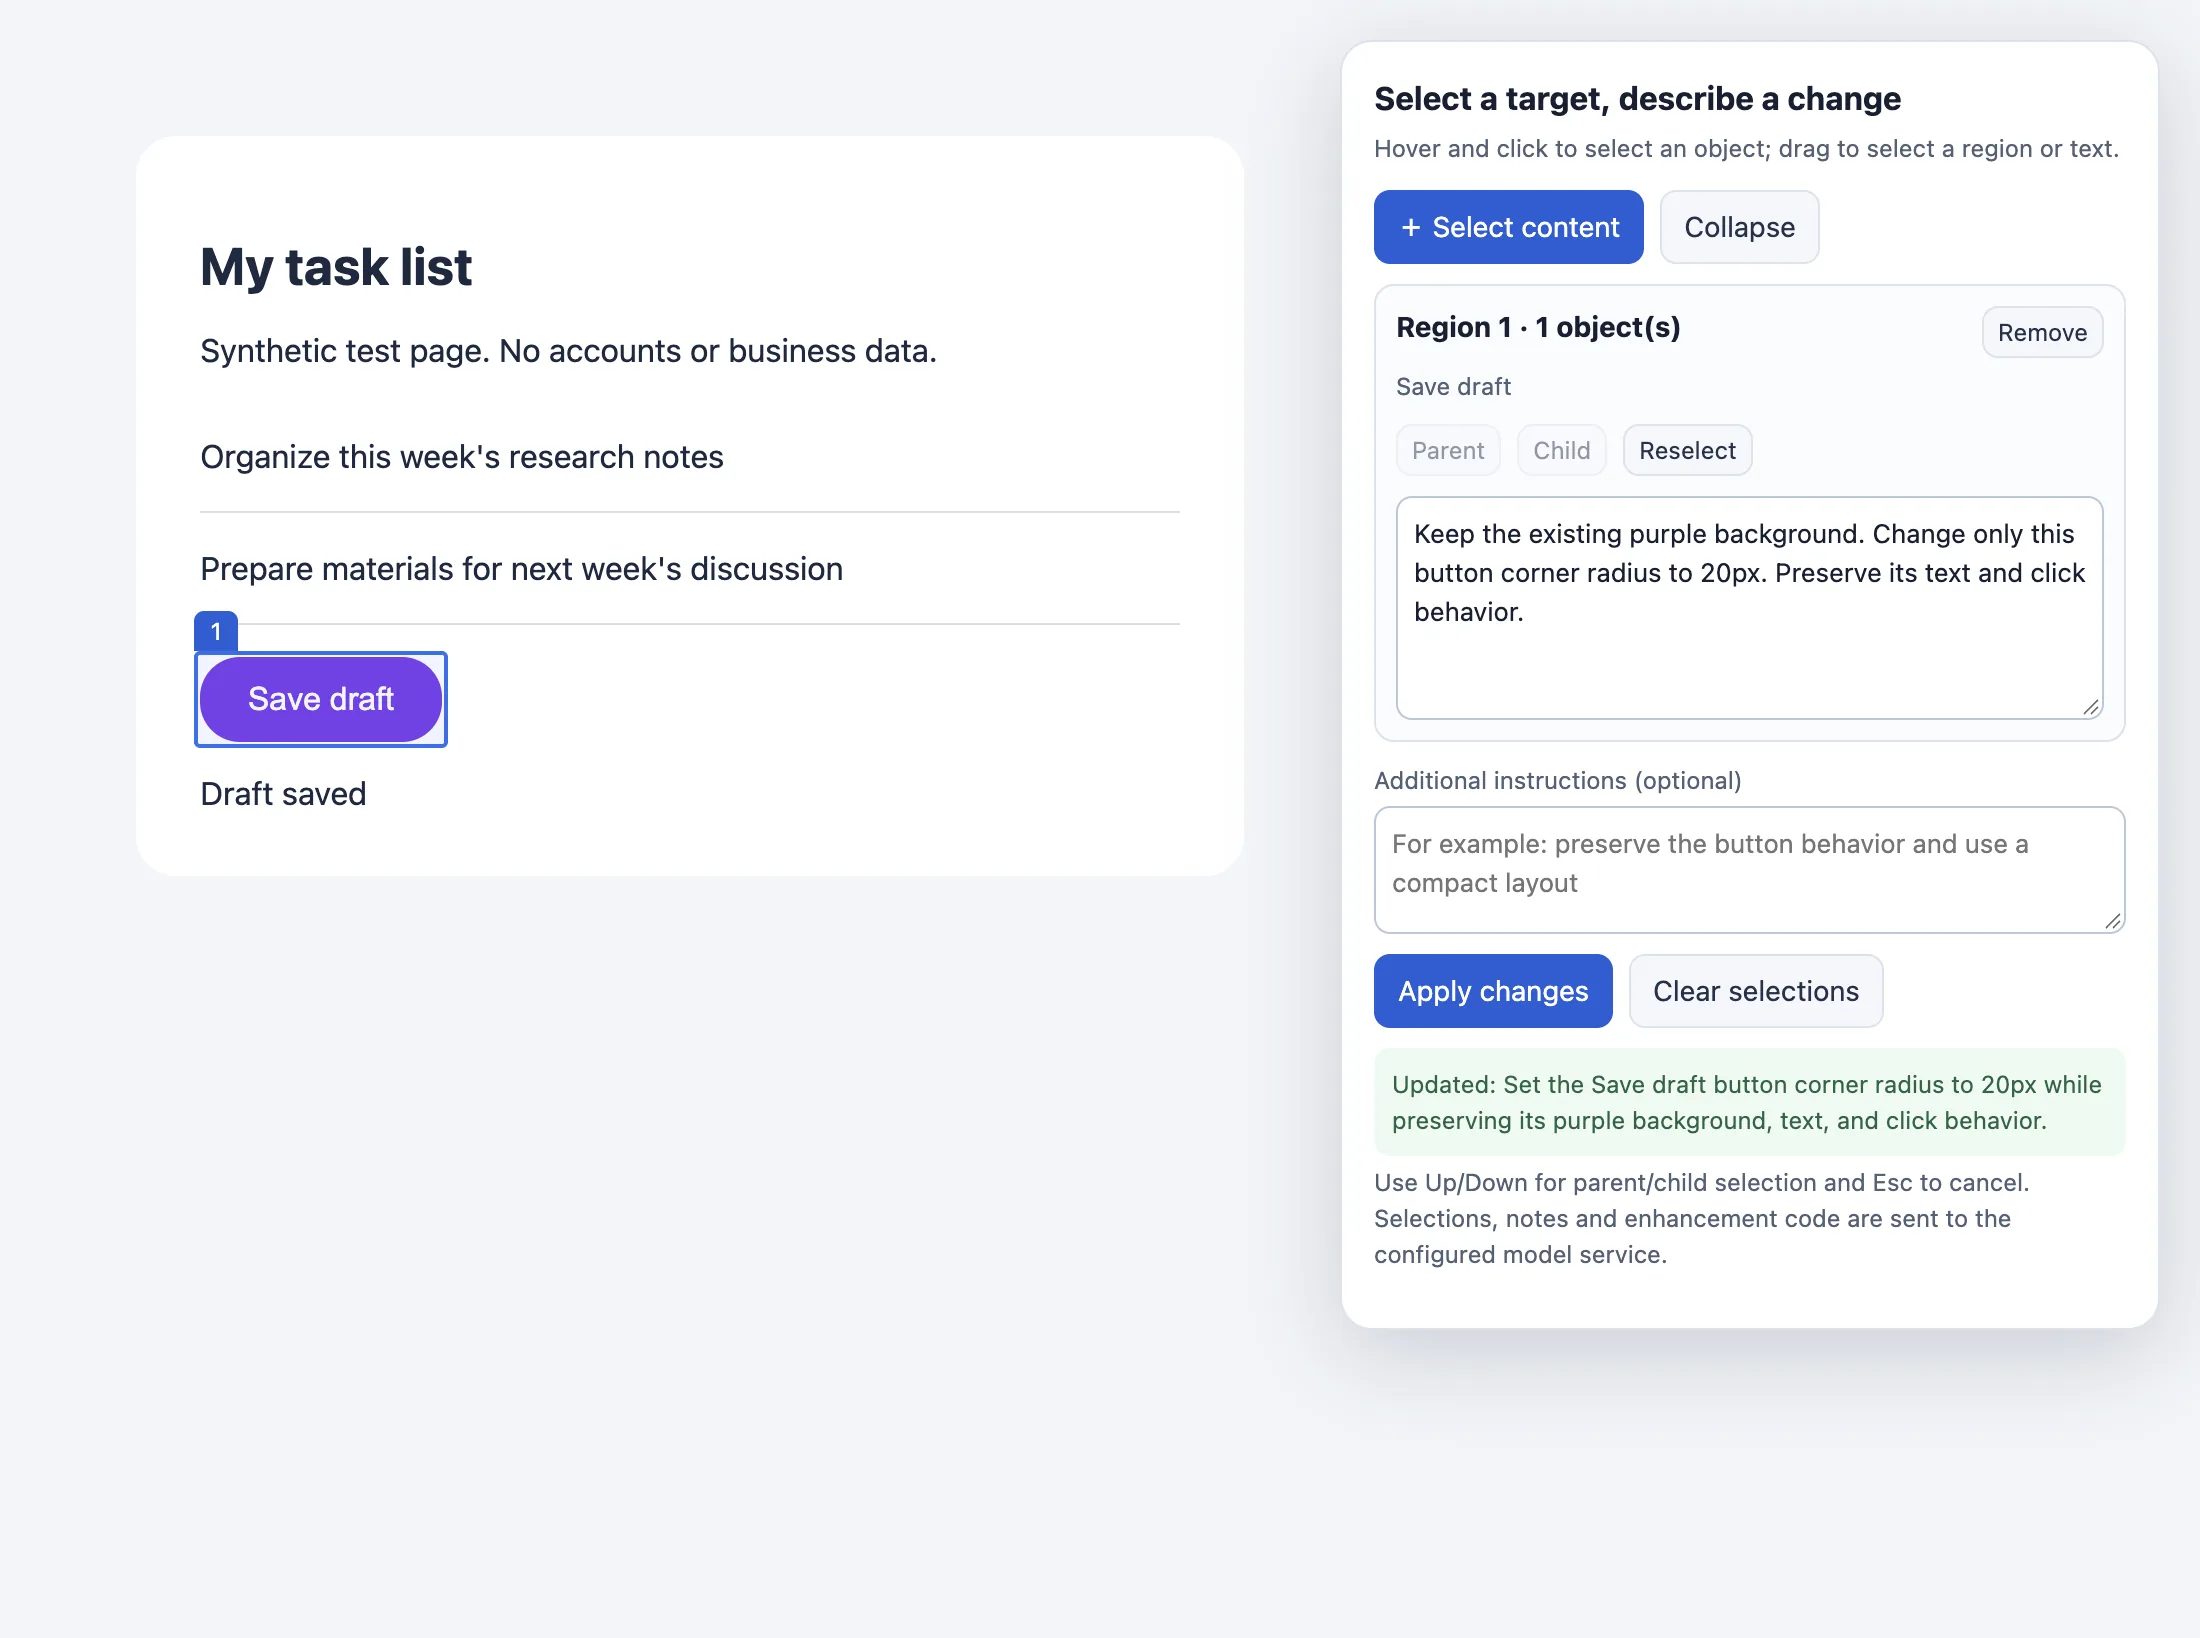 My task list
Synthetic test page. No accounts or business data.
Organize this week's research notes
Prepare materials for next week's discussion
1
Save draft
Draft saved
Select a target, describe a change
Hover and click to select an object; drag to select a region or text.
+ Select content
Collapse
Region 1 · 1 object(s)
Remove
Save draft
Parent
Child
Reselect
Keep the existing purple background. Change only this
button corner radius to 20px. Preserve its text and click
behavior.
Additional instructions (optional)
For example: preserve the button behavior and use a
compact layout
Apply changes
Clear selections
Updated: Set the Save draft button corner radius to 20px while
preserving its purple background, text, and click behavior.
Use Up/Down for parent/child selection and Esc to cancel.
Selections, notes and enhancement code are sent to the
configured model service.